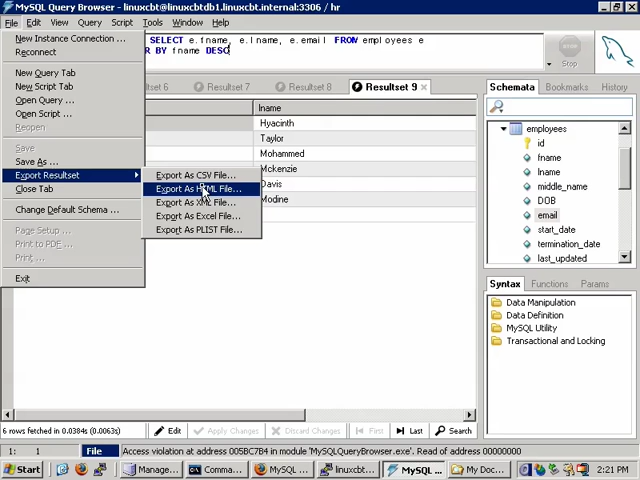 MySQL Query Browser - linuxcbt@linuxcbtdb1.linuxcbt.internal:3306 / hr
File Edit View Query Script Tools Window Help
SELECT e.fname, e.lname, e.email FROM employees e
R BY fname DESC
Stop
New Instance Connection ...
Reconnect
New Query Tab
New Script Tab
Open Query ...
Open Script ...
Reopen
Save
Save As ...
Export Resultset
Close Tab
Change Default Schema ...
Page Setup ...
Print to PDF ...
Print ...
Exit
Export As CSV File...
Export As HTML File...
Export As XML File...
Export As Excel File...
Export As PLIST File...
6 Resultset 7 Resultset 8 Resultset 9
lname
Hyacinth
Taylor
Mohammed
Mckenzie
Davis
Modine
Schemata Bookmarks History
employees
id
fname
lname
middle_name
DOB
email
start_date
termination_date
last_updated
Syntax Functions Params
Data Manipulation
Data Definition
MySQL Utility
Transactional and Locking
6 rows fetched in 0.0384s (0.0063s) Edit Apply Changes Discard Changes First Last Search
1: 1 File Access violation at address 005BC7B4 in module 'MySQLQueryBrowser.exe'. Read of address 00000000
Start Manage... Comma... MySQL ... linuxcbt... MySQL ... My Doc... 2:21 PM